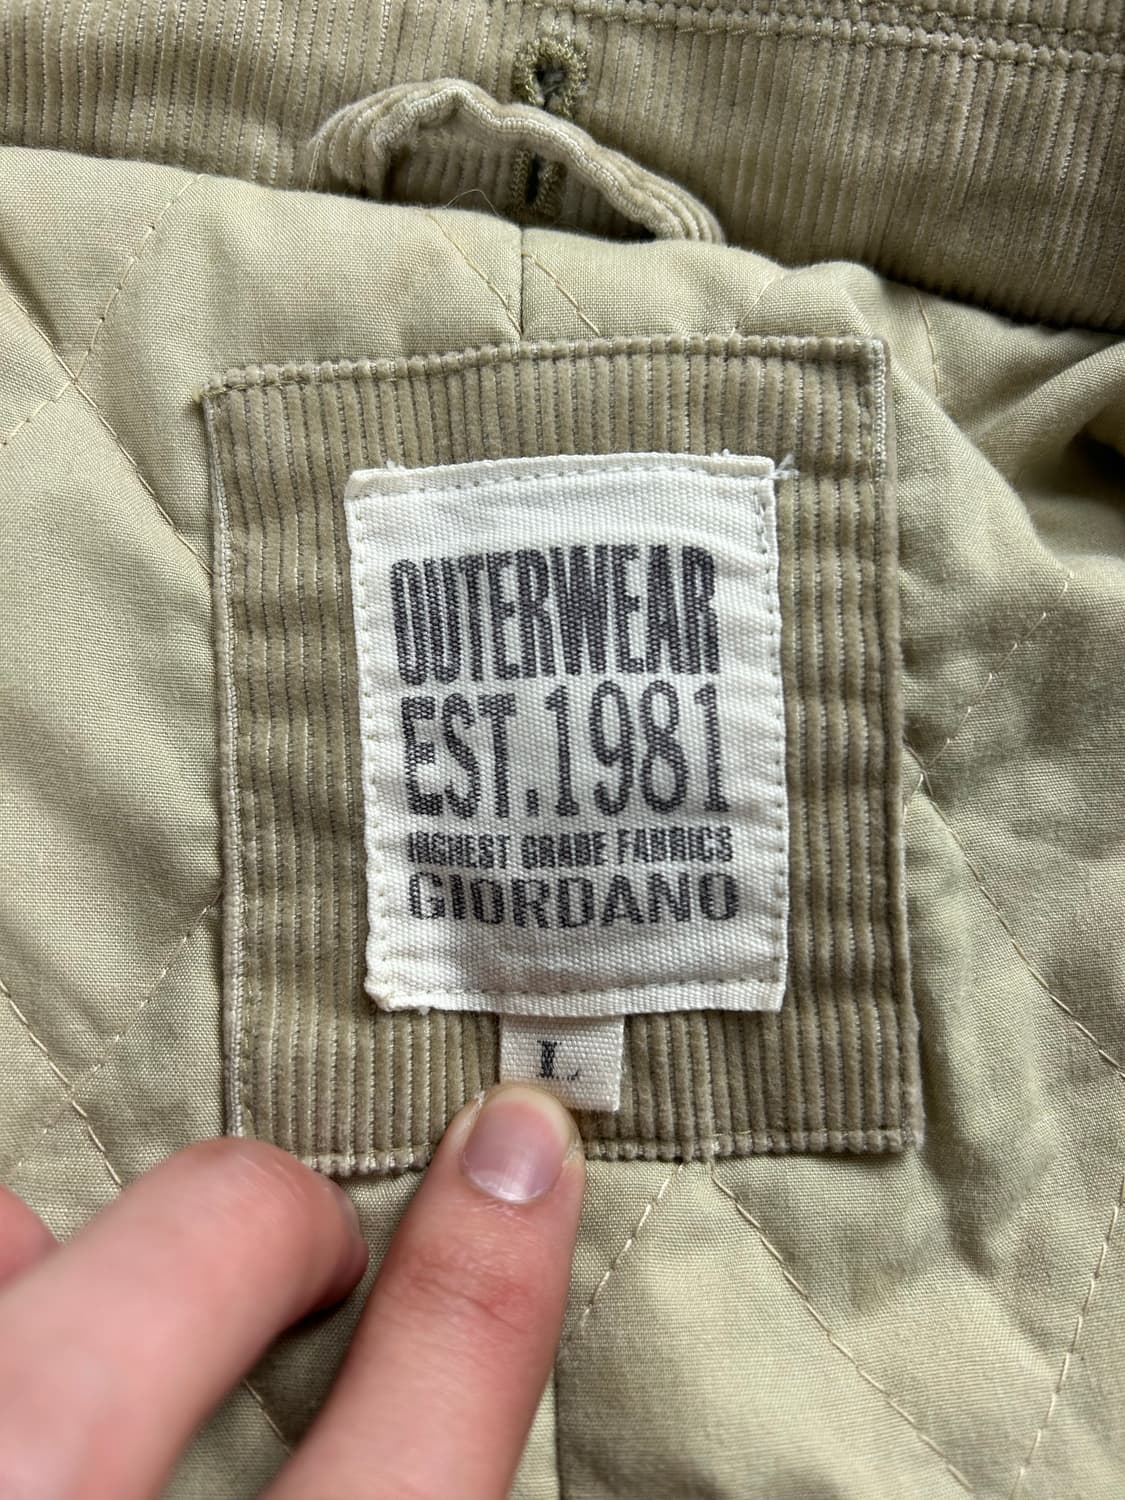 OUTERWEAR
EST.1981
HIGHEST GRADE FABRICS
GIORDANO
L